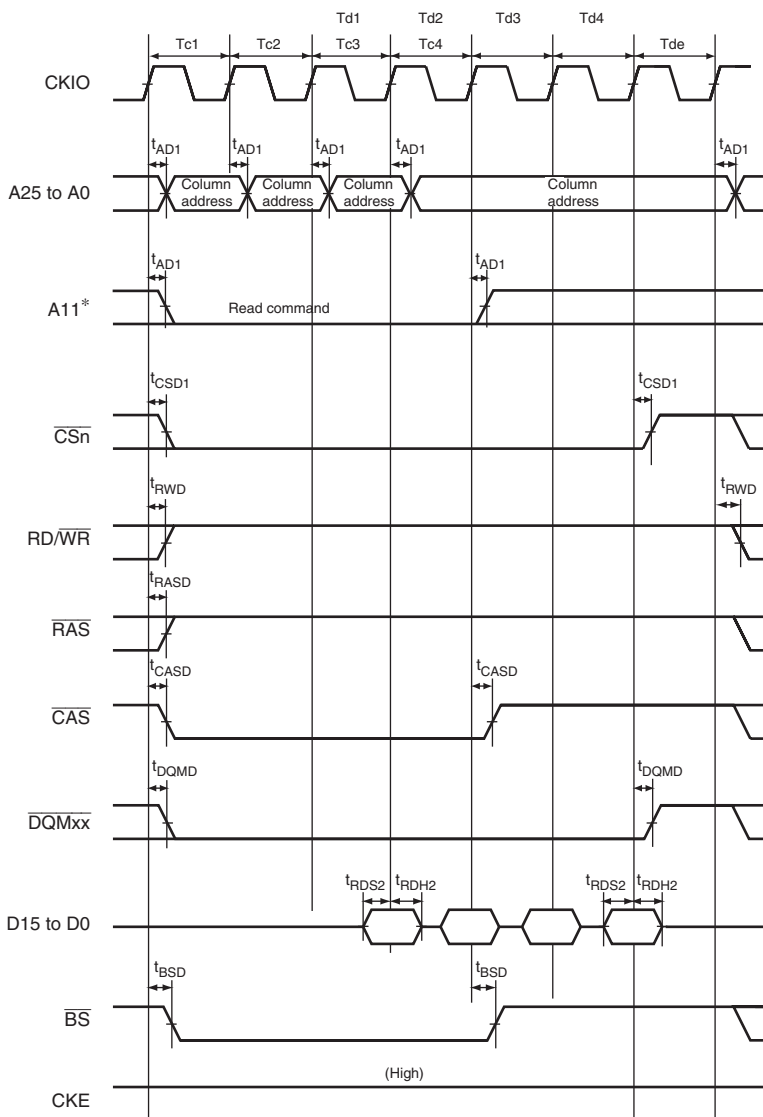 Td1 Td2 Td3 Td4
Tc1 Tc2 Tc3 Tc4 Tde
CKIO
tAD1 tAD1 tAD1 tAD1 tAD1
A25 to A0
Column address
Column address
Column address
Column address
tAD1 tAD1
A11*
Read command
tCSD1 tCSD1
CSn
tRWD tRWD
RD/WR
tRASD
RAS
tCASD tCASD
CAS
tDQMD tDQMD
DQMxx
tRDS2 tRDH2 tRDS2 tRDH2
D15 to D0
tBSD tBSD
BS
(High)
CKE